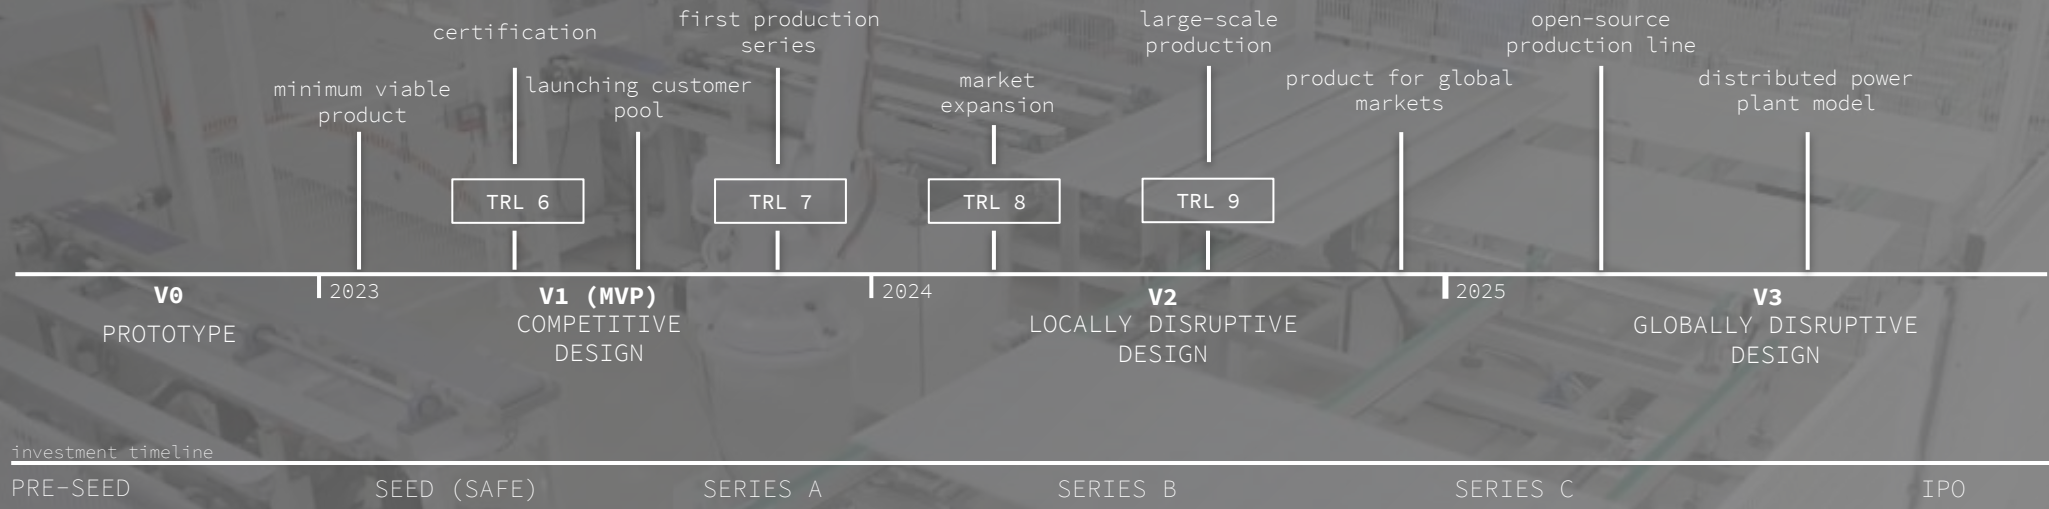 certification
first production
series
large-scale
production
open-source
production line
minimum viable
product
launching customer
pool
market
expansion
product for global
markets
distributed power
plant model
TRL 6
TRL 7
TRL 8
TRL 9
V0
PROTOTYPE
2023
V1 (MVP)
COMPETITIVE
DESIGN
2024
V2
LOCALLY DISRUPTIVE
DESIGN
2025
V3
GLOBALLY DISRUPTIVE
DESIGN
investment timeline
PRE-SEED
SEED (SAFE)
SERIES A
SERIES B
SERIES C
IPO